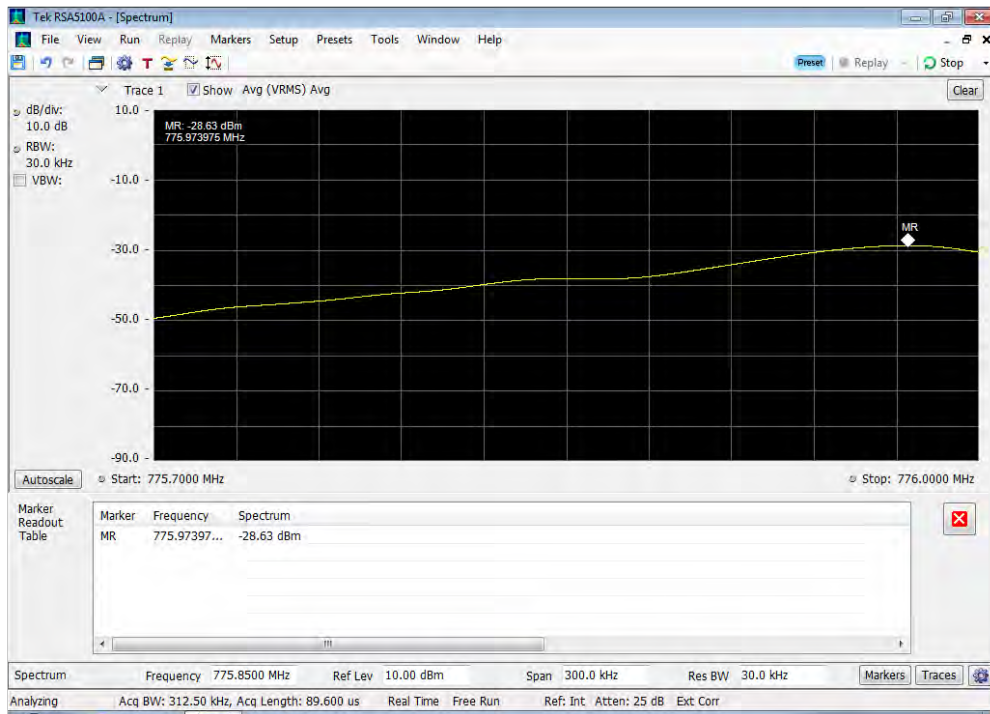 Tek RSA5100A - [Spectrum]
File View Run Replay Markers Setup Presets Tools Window Help
T
Preset Replay Stop
Trace 1 Show Avg (VRMS) Avg Clear
dB/div:
10.0 dB
RBW:
30.0 kHz
VBW:
10.0
-10.0
-30.0
-50.0
-70.0
-90.0
MR: -28.63 dBm
775.973975 MHz
MR
Autoscale Start: 775.7000 MHz Stop: 776.0000 MHz
Marker
Readout
Table
Marker Frequency Spectrum
MR 775.97397... -28.63 dBm
Spectrum Frequency 775.8500 MHz Ref Lev 10.00 dBm Span 300.0 kHz Res BW 30.0 kHz Markers Traces
Analyzing Acq BW: 312.50 kHz, Acq Length: 89.600 us Real Time Free Run Ref: Int Atten: 25 dB Ext Corr